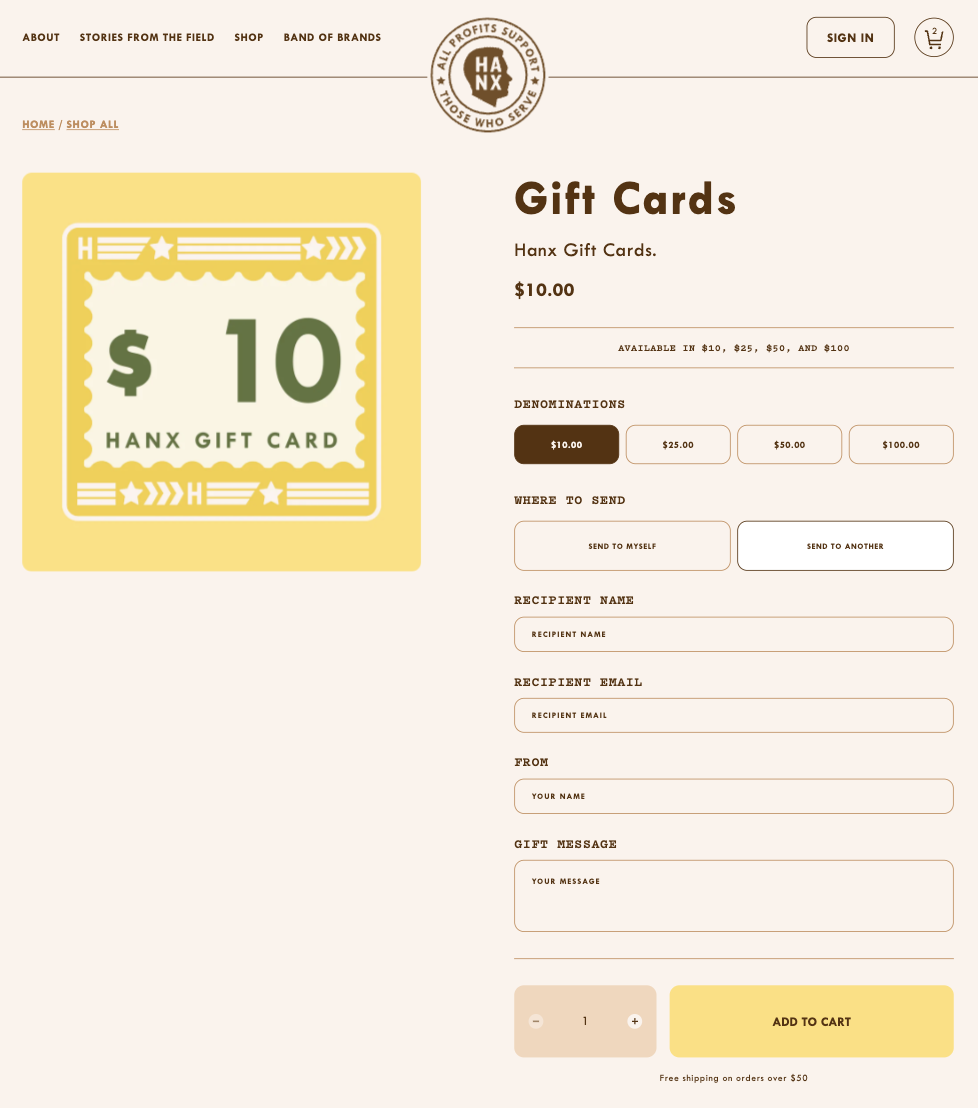 ABOUT STORIES FROM THE FIELD SHOP BAND OF BRANDS
ALL PROFITS SUPPORT
HA
NX
THOSE WHO SERVE
SIGN IN
2
HOME / SHOP ALL
H
$ 10
HANX GIFT CARD
H
Gift Cards
Hanx Gift Cards.
$10.00
AVAILABLE IN $10, $25, $50, AND $100
DENOMINATIONS
$10.00 $25.00 $50.00 $100.00
WHERE TO SEND
SEND TO MYSELF SEND TO ANOTHER
RECIPIENT NAME
RECIPIENT NAME
RECIPIENT EMAIL
RECIPIENT EMAIL
FROM
YOUR NAME
GIFT MESSAGE
YOUR MESSAGE
− 1 + ADD TO CART
Free shipping on orders over $50